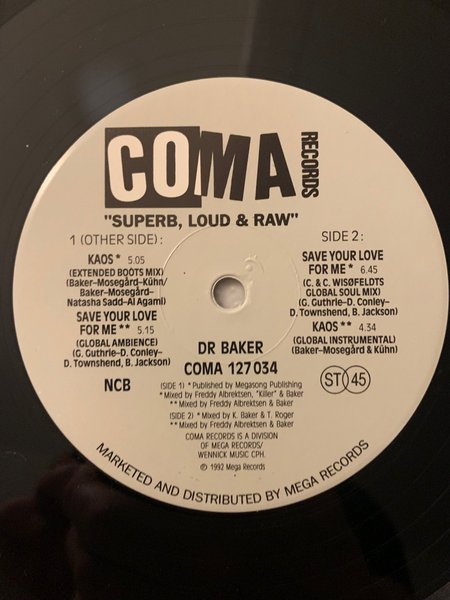 COMA
RECORDS
"SUPERB, LOUD & RAW"
1 (OTHER SIDE):
KAOS * 5.05
(EXTENDED BOOTS MIX)
(Baker–Mosegård–Kühn/
Baker–Mosegård–
Natasha Sadd-Al Agami)
SAVE YOUR LOVE
FOR ME ** 5.15
(GLOBAL AMBIENCE)
G. Guthrie–D. Conley–
D. Townshend, B. Jackson)
NCB
SIDE 2:
SAVE YOUR LOVE
FOR ME * 6.45
(C. & C. WISØFELDTS
GLOBAL SOUL MIX)
G. Guthrie–D. Conley–
D. Townshend, B. Jackson)
KAOS ** 4.34
(GLOBAL INSTRUMENTAL)
(Baker–Mosegård & Kühn)
ST 45
DR BAKER
COMA 127 034
(SIDE 1) * Published by Megasong Publishing
* Mixed by Freddy Albrektsen, "Killer" & Baker
** Mixed by Freddy Albrektsen & Baker
(SIDE 2) * Mixed by K. Baker & T. Roger
** Mixed by Freddy Albrektsen & Baker
COMA RECORDS IS A DIVISION
OF MEGA RECORDS/
WENNICK MUSIC CPH.
℗ 1992 Mega Records
MARKETED AND DISTRIBUTED BY MEGA RECORDS